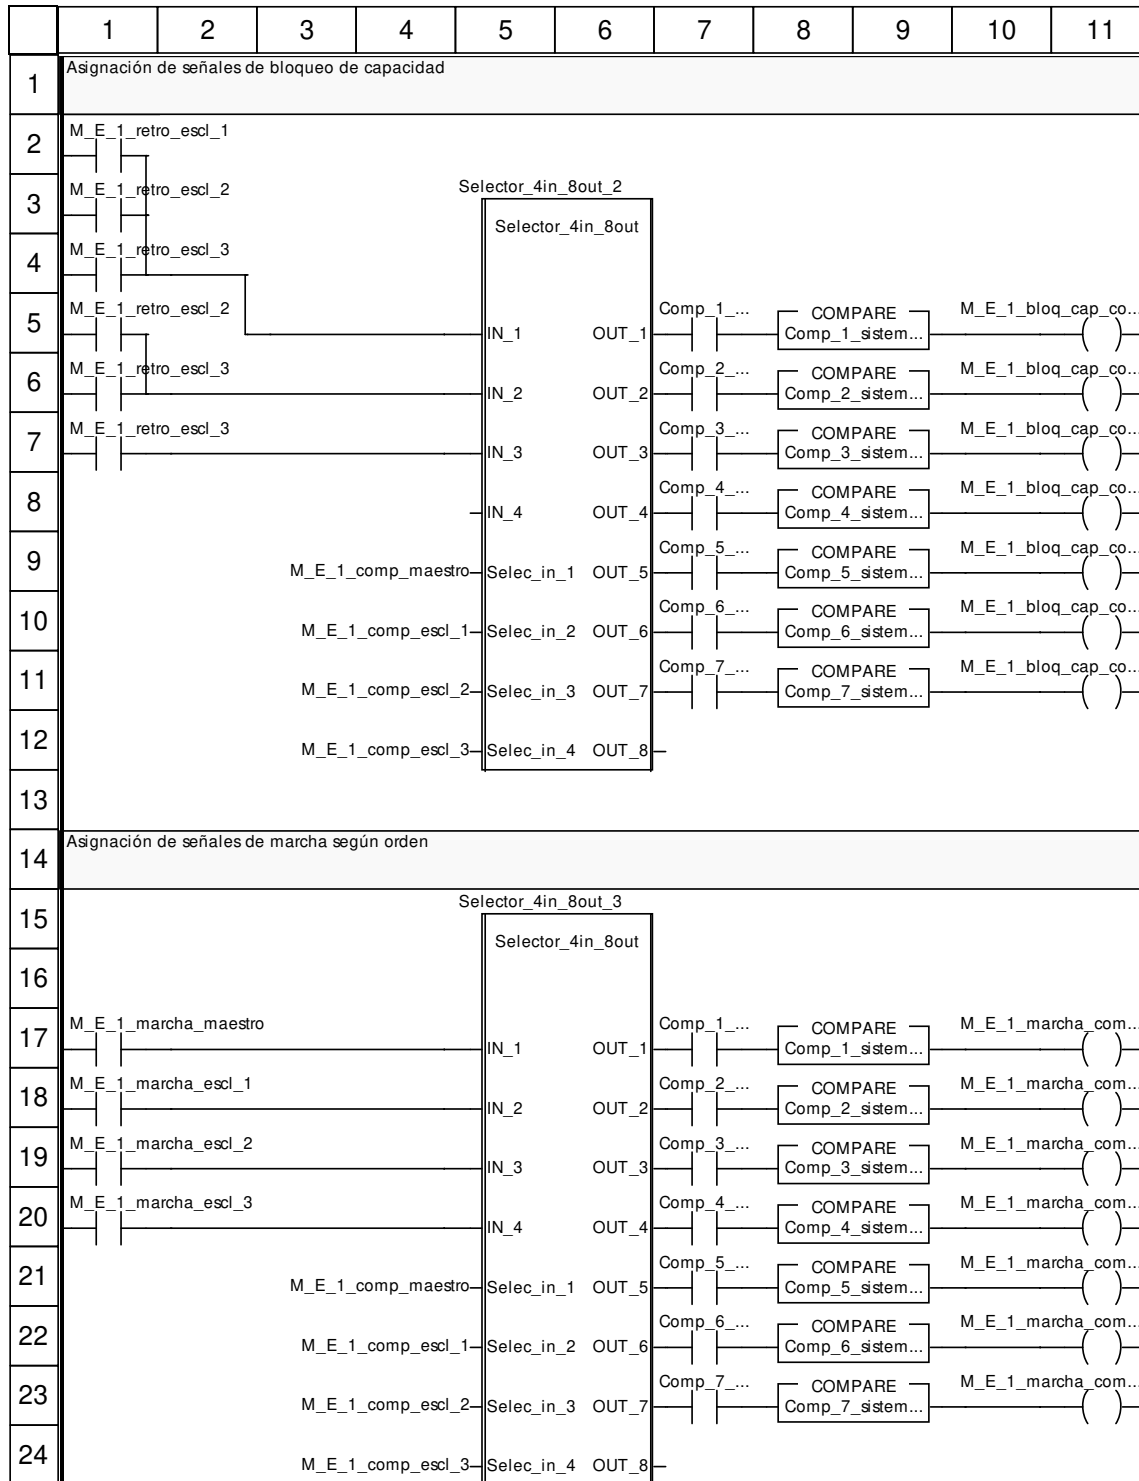 1 2 3 4 5 6 7 8 9 10 11
1 Asignación de señales de bloqueo de capacidad
2 M_E_1_retro_escl_1
3 M_E_1_retro_escl_2 Selector_4in_8out_2
Selector_4in_8out
4 M_E_1_retro_escl_3
5 M_E_1_retro_escl_2 Comp_1_... COMPARE M_E_1_bloq_cap_co...
IN_1 OUT_1 Comp_1_sistem...
6 M_E_1_retro_escl_3 Comp_2_... COMPARE M_E_1_bloq_cap_co...
IN_2 OUT_2 Comp_2_sistem...
7 M_E_1_retro_escl_3 Comp_3_... COMPARE M_E_1_bloq_cap_co...
IN_3 OUT_3 Comp_3_sistem...
8 Comp_4_... COMPARE M_E_1_bloq_cap_co...
IN_4 OUT_4 Comp_4_sistem...
9 Comp_5_... COMPARE M_E_1_bloq_cap_co...
M_E_1_comp_maestro Selec_in_1 OUT_5 Comp_5_sistem...
10 Comp_6_... COMPARE M_E_1_bloq_cap_co...
M_E_1_comp_escl_1 Selec_in_2 OUT_6 Comp_6_sistem...
11 Comp_7_... COMPARE M_E_1_bloq_cap_co...
M_E_1_comp_escl_2 Selec_in_3 OUT_7 Comp_7_sistem...
12 M_E_1_comp_escl_3 Selec_in_4 OUT_8
13
14 Asignación de señales de marcha según orden
15 Selector_4in_8out_3
Selector_4in_8out
16
17 M_E_1_marcha_maestro Comp_1_... COMPARE M_E_1_marcha_com...
IN_1 OUT_1 Comp_1_sistem...
18 M_E_1_marcha_escl_1 Comp_2_... COMPARE M_E_1_marcha_com...
IN_2 OUT_2 Comp_2_sistem...
19 M_E_1_marcha_escl_2 Comp_3_... COMPARE M_E_1_marcha_com...
IN_3 OUT_3 Comp_3_sistem...
20 M_E_1_marcha_escl_3 Comp_4_... COMPARE M_E_1_marcha_com...
IN_4 OUT_4 Comp_4_sistem...
21 Comp_5_... COMPARE M_E_1_marcha_com...
M_E_1_comp_maestro Selec_in_1 OUT_5 Comp_5_sistem...
22 Comp_6_... COMPARE M_E_1_marcha_com...
M_E_1_comp_escl_1 Selec_in_2 OUT_6 Comp_6_sistem...
23 Comp_7_... COMPARE M_E_1_marcha_com...
M_E_1_comp_escl_2 Selec_in_3 OUT_7 Comp_7_sistem...
24 M_E_1_comp_escl_3 Selec_in_4 OUT_8